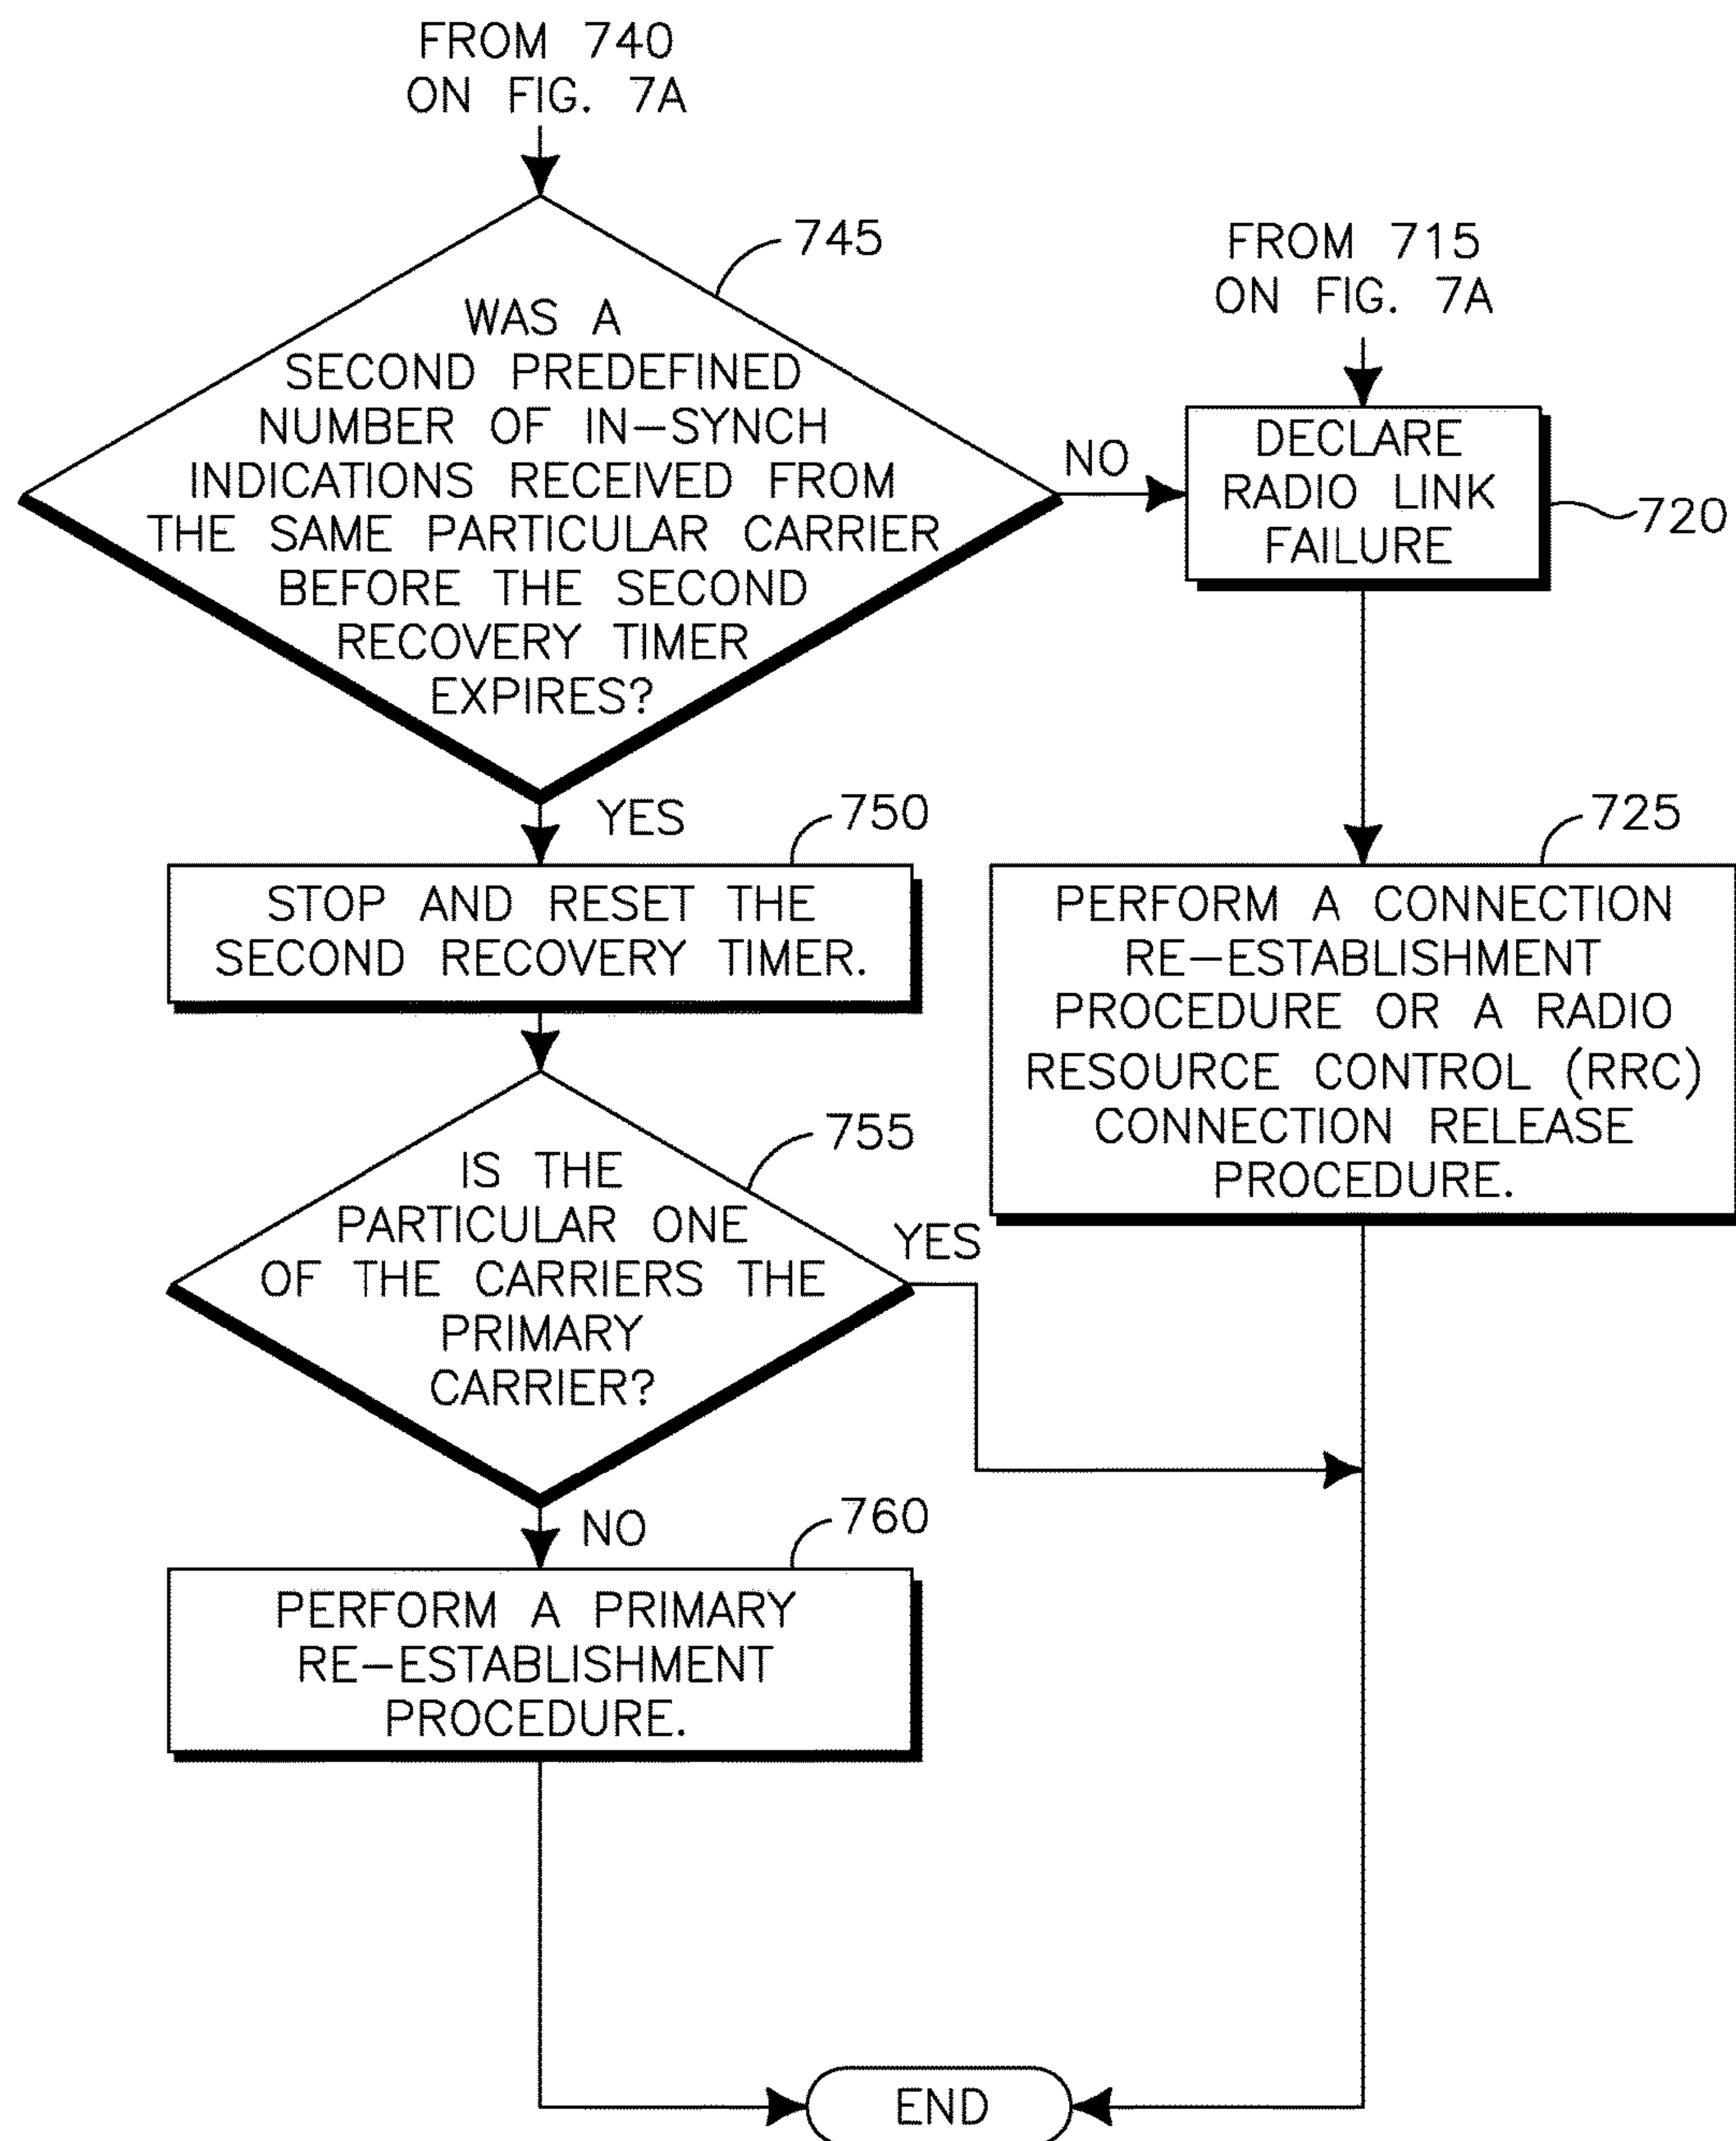 FROM 740
ON FIG. 7A
745
WAS A
SECOND PREDEFINED
NUMBER OF IN-SYNCH
INDICATIONS RECEIVED FROM
THE SAME PARTICULAR CARRIER
BEFORE THE SECOND
RECOVERY TIMER
EXPIRES?
NO
FROM 715
ON FIG. 7A
DECLARE
RADIO LINK
FAILURE
720
YES
750
STOP AND RESET THE
SECOND RECOVERY TIMER.
725
PERFORM A CONNECTION
RE-ESTABLISHMENT
PROCEDURE OR A RADIO
RESOURCE CONTROL (RRC)
CONNECTION RELEASE
PROCEDURE.
755
IS THE
PARTICULAR ONE
OF THE CARRIERS THE
PRIMARY
CARRIER?
YES
NO
760
PERFORM A PRIMARY
RE-ESTABLISHMENT
PROCEDURE.
END